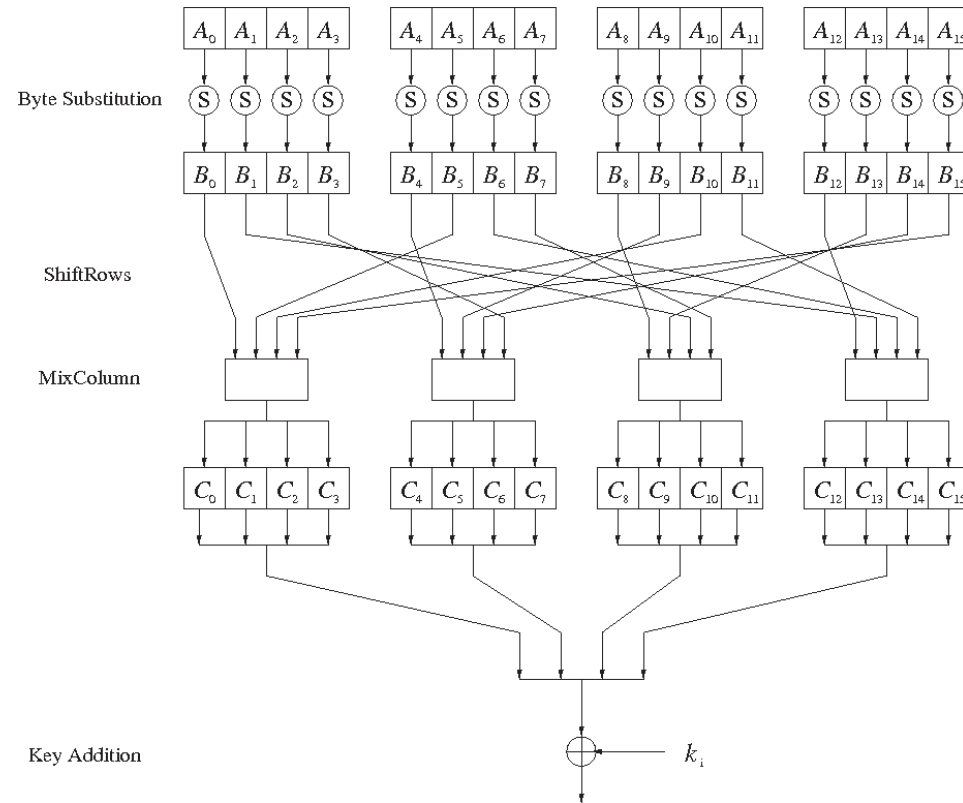 A₀ A₁ A₂ A₃ A₄ A₅ A₆ A₇ A₈ A₉ A₁₀ A₁₁ A₁₂ A₁₃ A₁₄ A₁₅
Byte Substitution S S S S S S S S S S S S S S S S
B₀ B₁ B₂ B₃ B₄ B₅ B₆ B₇ B₈ B₉ B₁₀ B₁₁ B₁₂ B₁₃ B₁₄ B₁₅
ShiftRows
MixColumn
C₀ C₁ C₂ C₃ C₄ C₅ C₆ C₇ C₈ C₉ C₁₀ C₁₁ C₁₂ C₁₃ C₁₄ C₁₅
Key Addition kᵢ